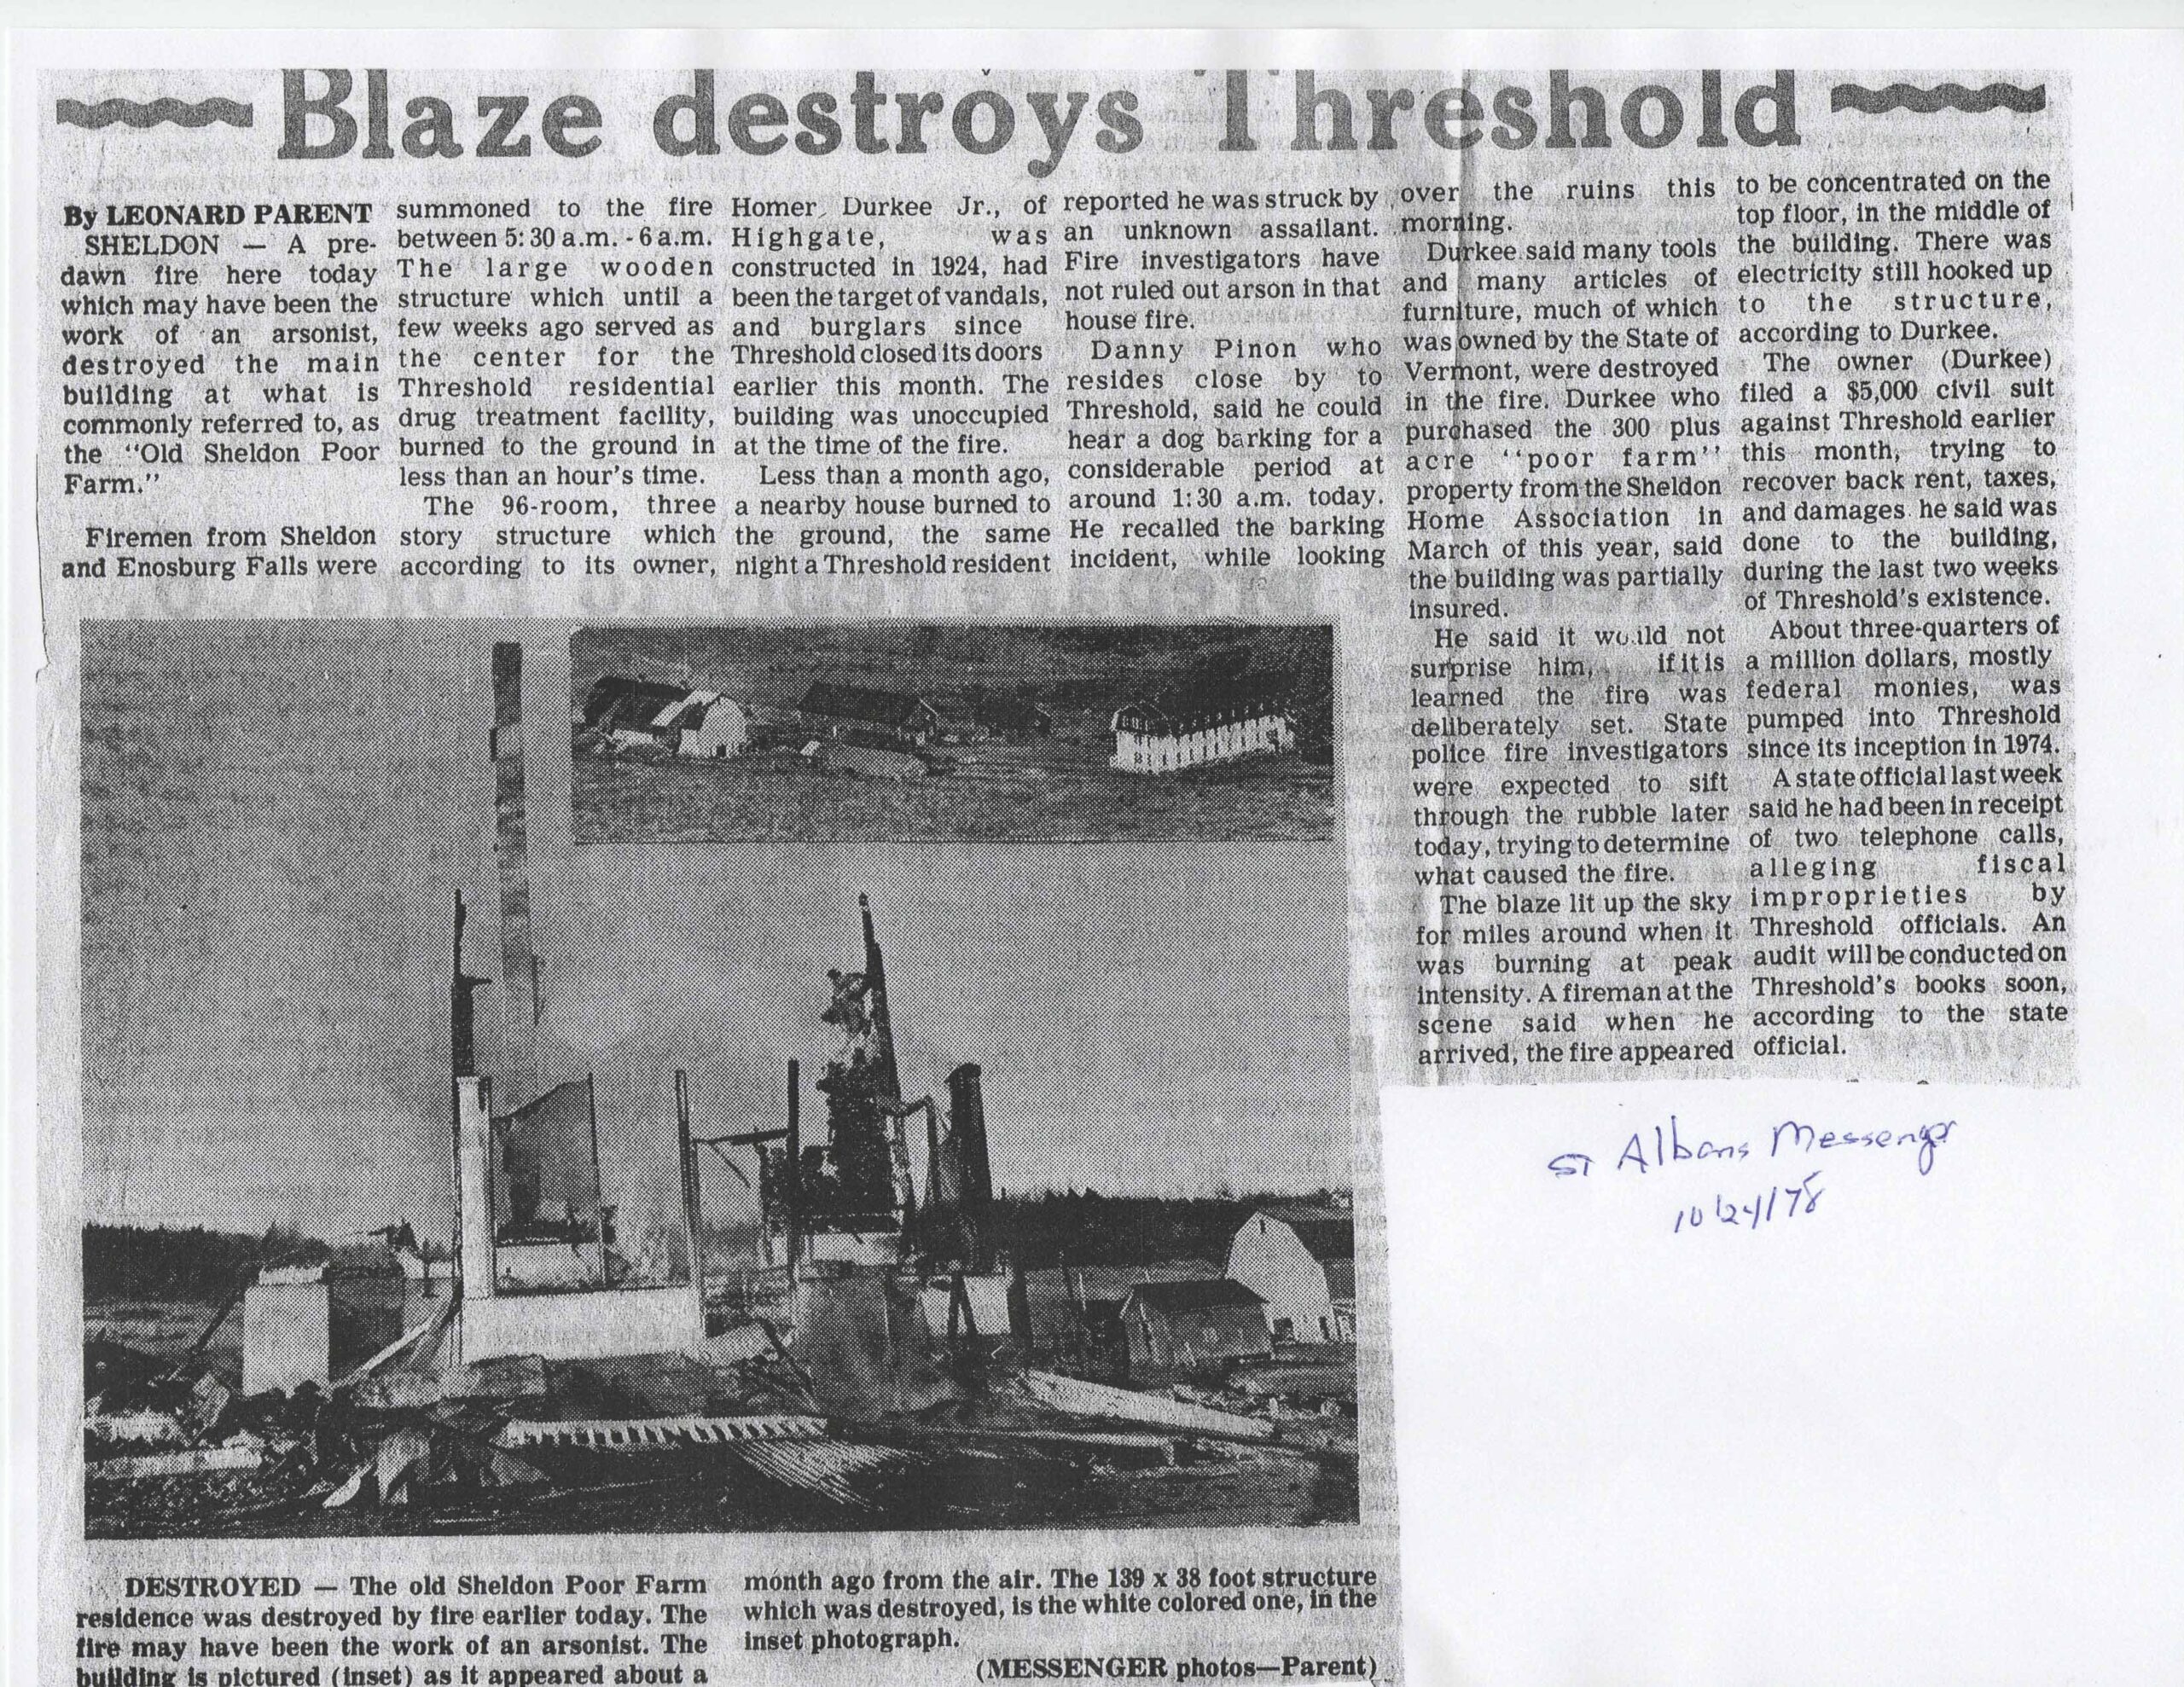 Blaze destroys Threshold
By LEONARD PARENT
SHELDON — A pre-
dawn fire here today
which may have been the
work of an arsonist,
destroyed the main
building at what is
commonly referred to, as
the "Old Sheldon Poor
Farm."
Firemen from Sheldon
and Enosburg Falls were
summoned to the fire
between 5:30 a.m. - 6 a.m.
The large wooden
structure which until a
few weeks ago served as
the center for the
Threshold residential
drug treatment facility,
burned to the ground in
less than an hour's time.
The 96-room, three
story structure which
according to its owner,
Homer Durkee Jr., of
Highgate, was
constructed in 1924, had
been the target of vandals,
and burglars since
Threshold closed its doors
earlier this month. The
building was unoccupied
at the time of the fire.
Less than a month ago,
a nearby house burned to
the ground, the same
night a Threshold resident
reported he was struck by
an unknown assailant.
Fire investigators have
not ruled out arson in that
house fire.
Danny Pinon who
resides close by to
Threshold, said he could
hear a dog barking for a
considerable period at
around 1:30 a.m. today.
He recalled the barking
incident, while looking
over the ruins this
morning.
Durkee said many tools
and many articles of
furniture, much of which
was owned by the State of
Vermont, were destroyed
in the fire. Durkee who
purchased the 300 plus
acre "poor farm"
property from the Sheldon
Home Association in
March of this year, said
the building was partially
insured.
He said it would not
surprise him, if it is
learned the fire was
deliberately set. State
police fire investigators
were expected to sift
through the rubble later
today, trying to determine
what caused the fire.
The blaze lit up the sky
for miles around when it
was burning at peak
intensity. A fireman at the
scene said when he
arrived, the fire appeared
to be concentrated on the
top floor, in the middle of
the building. There was
electricity still hooked up
to the structure,
according to Durkee.
The owner (Durkee)
filed a $5,000 civil suit
against Threshold earlier
this month, trying to
recover back rent, taxes,
and damages he said was
done to the building,
during the last two weeks
of Threshold's existence.
About three-quarters of
a million dollars, mostly
federal monies, was
pumped into Threshold
since its inception in 1974.
A state official last week
said he had been in receipt
of two telephone calls,
alleging fiscal
improprieties by
Threshold officials. An
audit will be conducted on
Threshold's books soon,
according to the state
official.
ST Albans Messenger
10/24/78
DESTROYED — The old Sheldon Poor Farm
residence was destroyed by fire earlier today. The
fire may have been the work of an arsonist. The
building is pictured (inset) as it appeared about a
month ago from the air. The 139 x 38 foot structure
which was destroyed, is the white colored one, in the
inset photograph.
(MESSENGER photos—Parent)